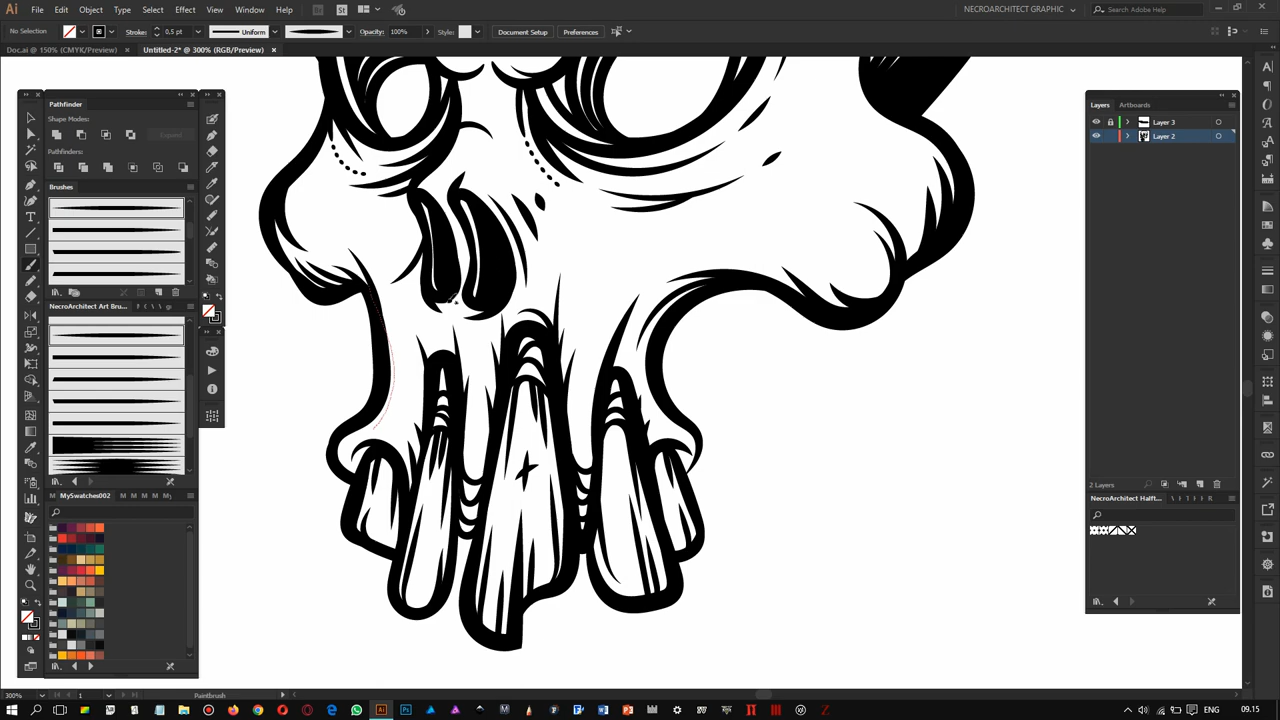 Ai File Edit Object Type Select Effect View Window Help Br St NECROARCHITECT GRAPHIC Search Adobe Help
No Selection Stroke: 0,5 pt Uniform Opacity: 100% Style: Document Setup Preferences
Doc.ai @ 150% (CMYK/Preview) × Untitled-2* @ 300% (RGB/Preview) ×
Pathfinder
Shape Modes:
Expand
Pathfinders:
Brushes
NecroArchitect Art Bru...
MySwatches002 M M M M
Layers Artboards
Layer 3
Layer 2
2 Layers
NecroArchitect Halft... R
300% 1 Paintbrush
ENG 09.15